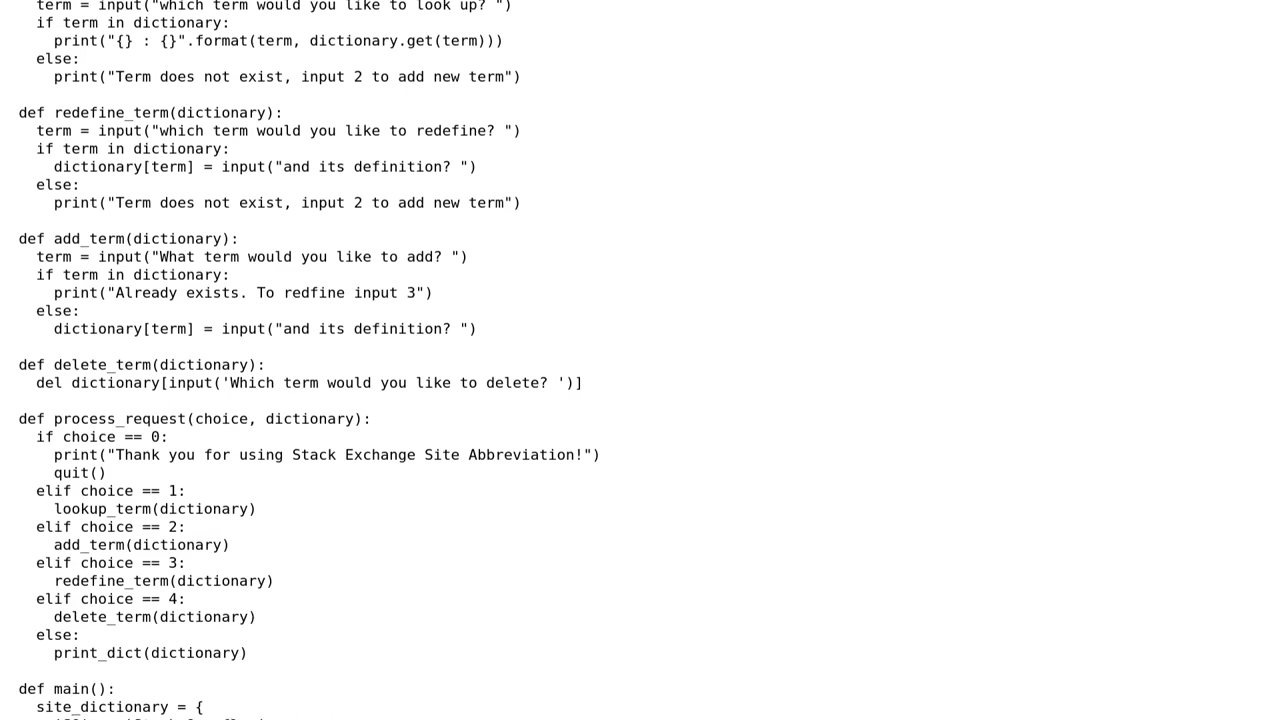 term = input("which term would you like to look up? ")
if term in dictionary:
print("{} : {}".format(term, dictionary.get(term)))
else:
print("Term does not exist, input 2 to add new term")
def redefine_term(dictionary):
term = input("which term would you like to redefine? ")
if term in dictionary:
dictionary[term] = input("and its definition? ")
else:
print("Term does not exist, input 2 to add new term")
def add_term(dictionary):
term = input("What term would you like to add? ")
if term in dictionary:
print("Already exists. To redfine input 3")
else:
dictionary[term] = input("and its definition? ")
def delete_term(dictionary):
del dictionary[input('Which term would you like to delete? ')]
def process_request(choice, dictionary):
if choice == 0:
print("Thank you for using Stack Exchange Site Abbreviation!")
quit()
elif choice == 1:
lookup_term(dictionary)
elif choice == 2:
add_term(dictionary)
elif choice == 3:
redefine_term(dictionary)
elif choice == 4:
delete_term(dictionary)
else:
print_dict(dictionary)
def main():
site_dictionary = {